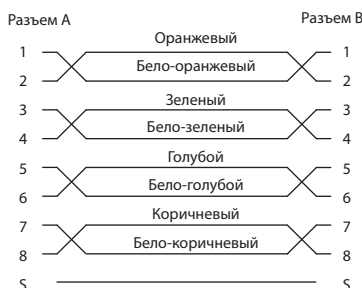 Разъем A Разъем B
Оранжевый
1 1
Бело-оранжевый
2 2
Зеленый
3 3
Бело-зеленый
4 4
Голубой
5 5
Бело-голубой
6 6
Коричневый
7 7
Бело-коричневый
8 8
S S